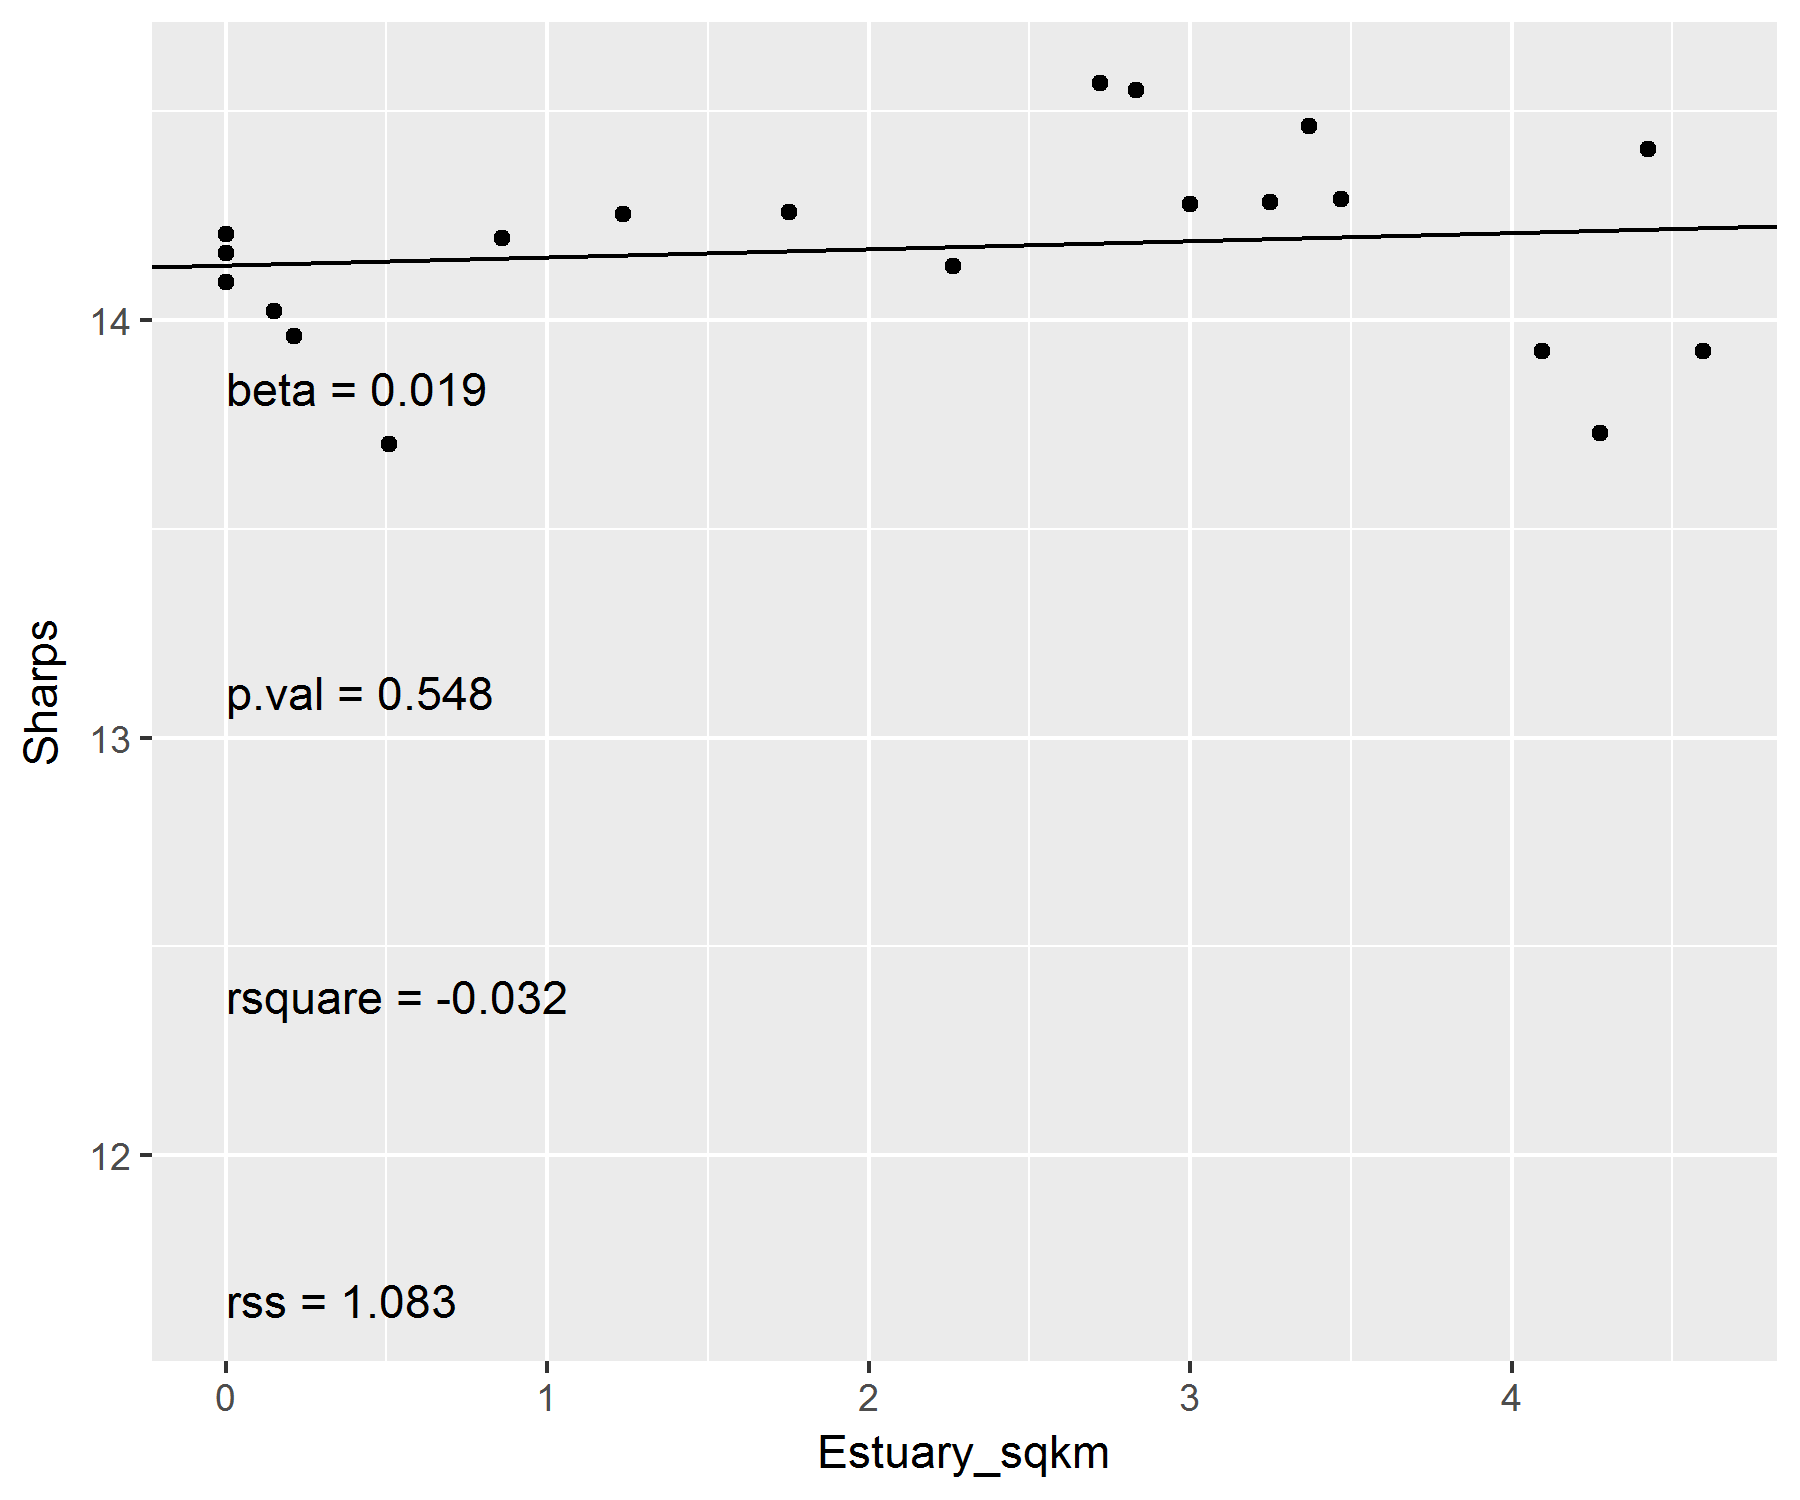 14
beta = 0.019
p.val = 0.548
13
Sharps
rsquare = -0.032
12
rss = 1.083
0 1 2 3 4
Estuary_sqkm